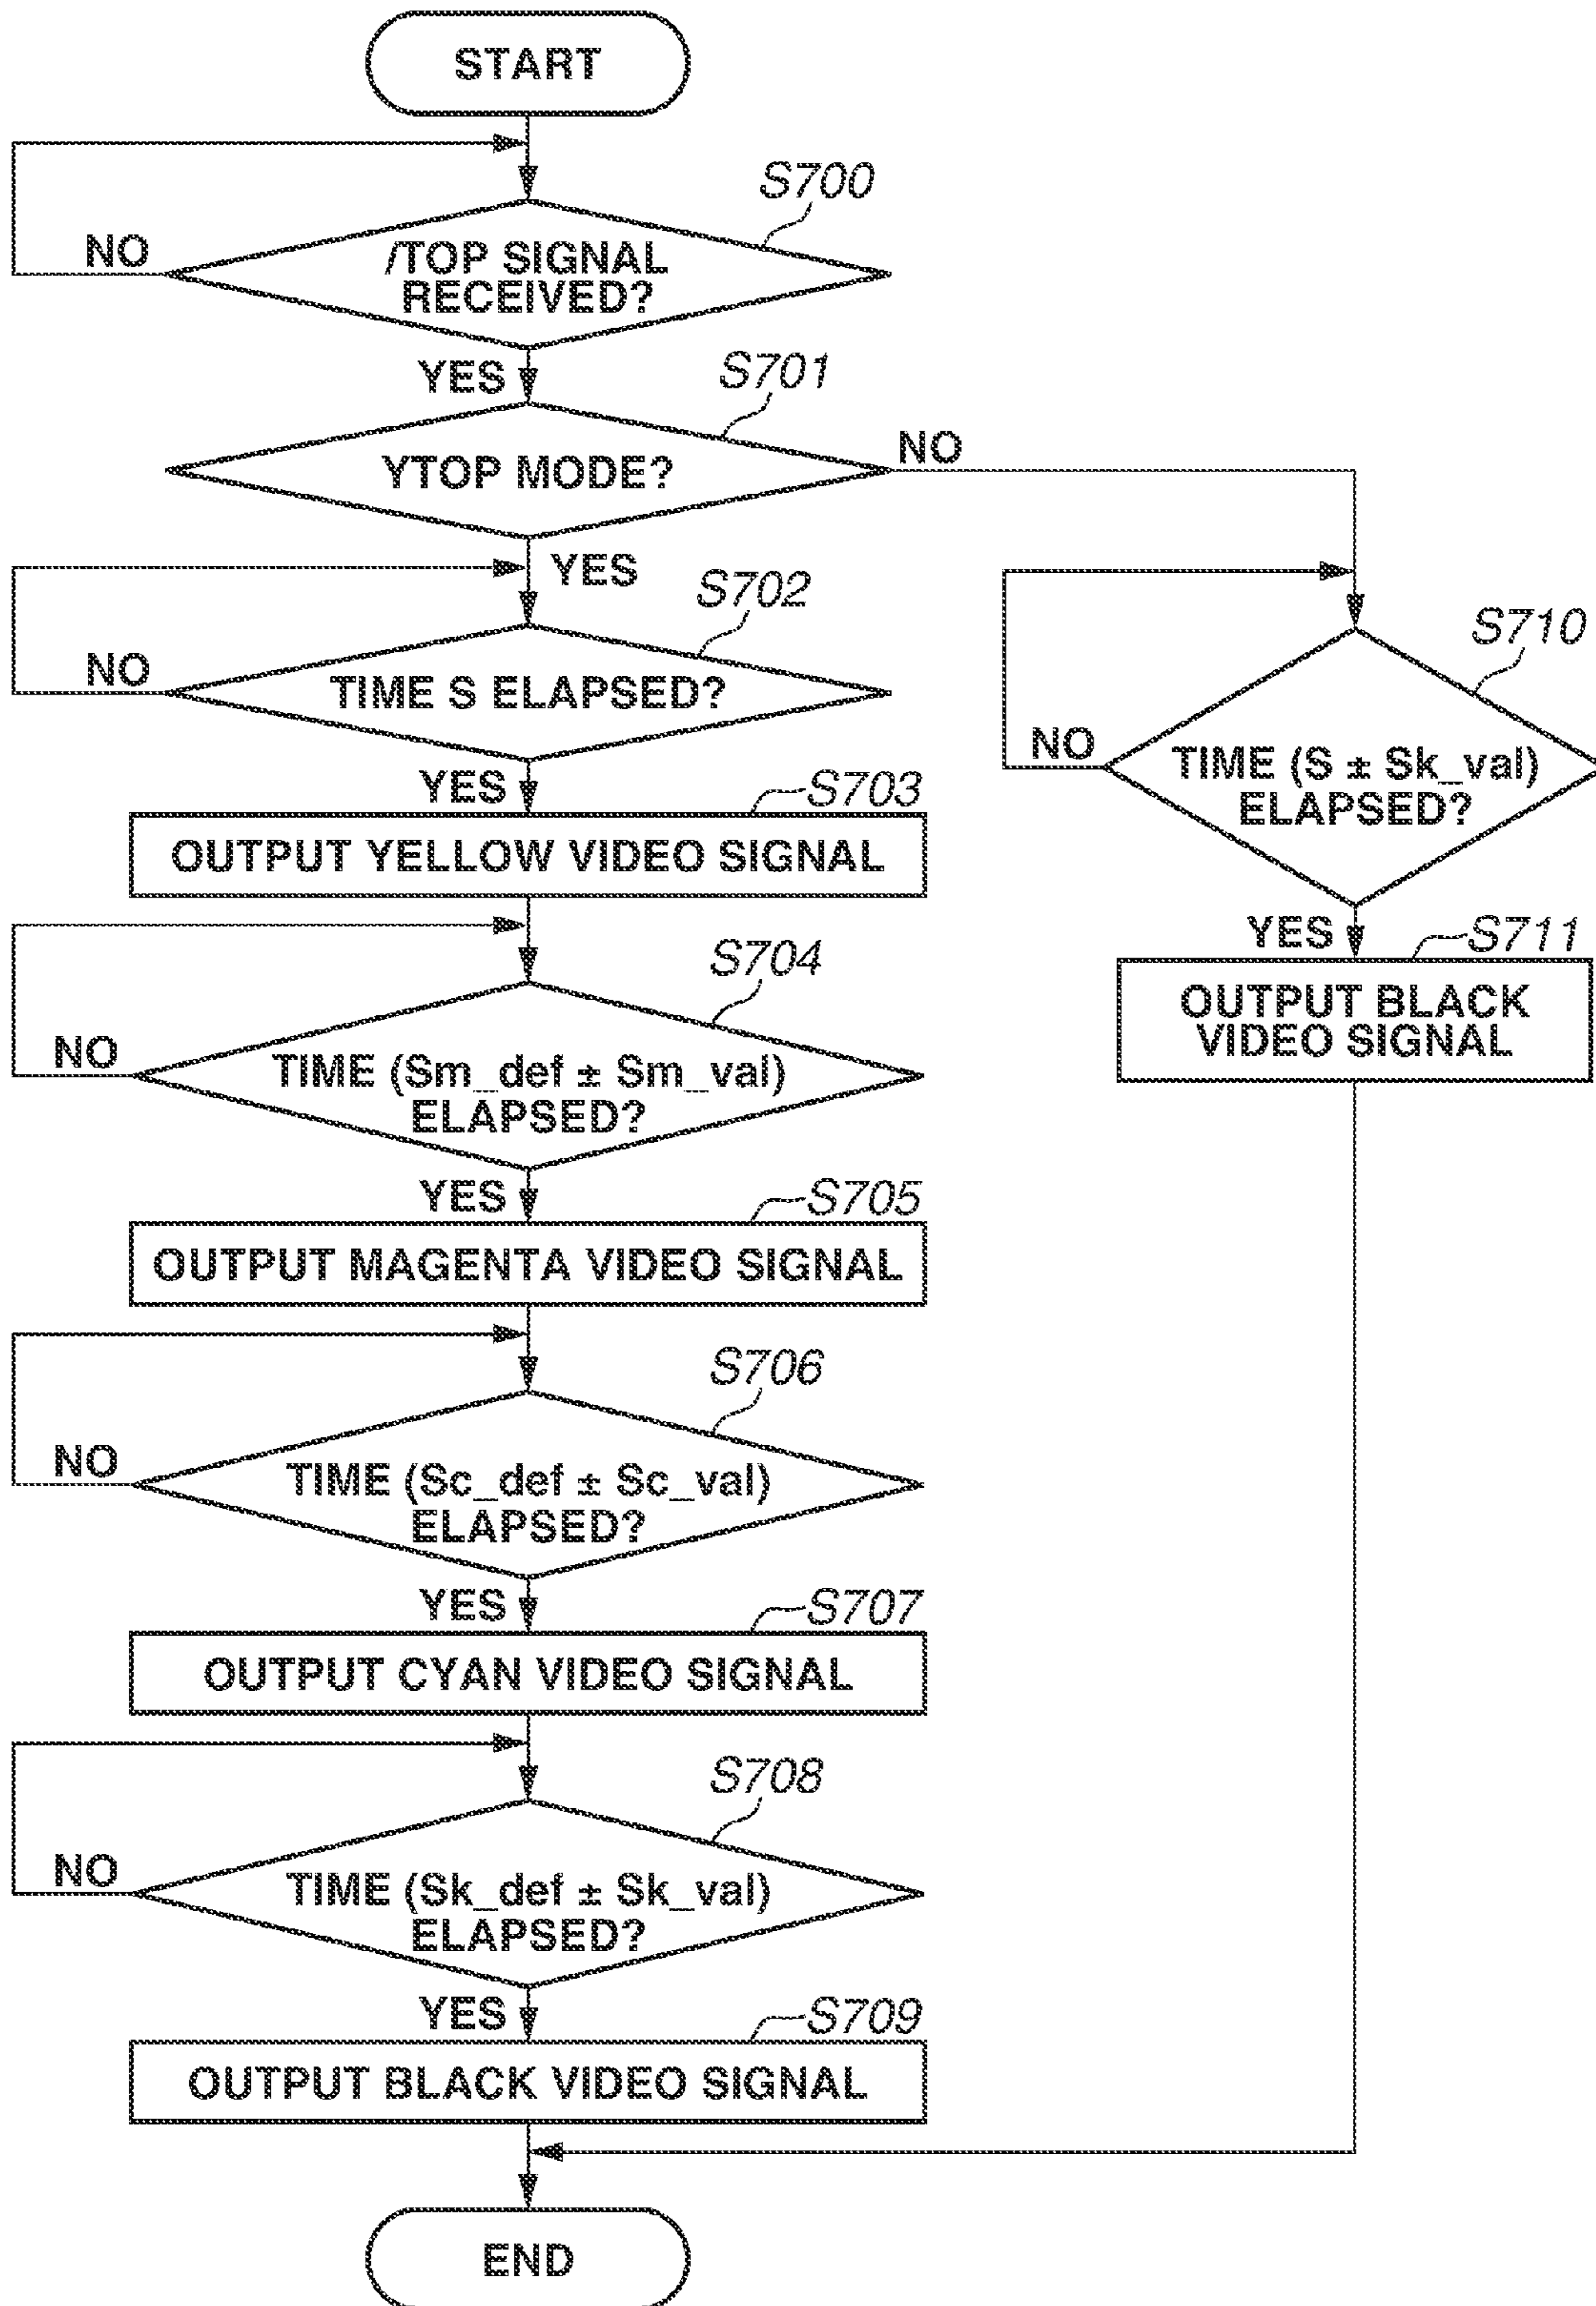 START
S700
NO
/TOP SIGNAL
RECEIVED?
YES
S701
YTOP MODE?
NO
YES
S702
NO
TIME S ELAPSED?
YES
S703
OUTPUT YELLOW VIDEO SIGNAL
S704
NO
TIME (Sm_def ± Sm_val)
ELAPSED?
YES
S705
OUTPUT MAGENTA VIDEO SIGNAL
S706
NO
TIME (Sc_def ± Sc_val)
ELAPSED?
YES
S707
OUTPUT CYAN VIDEO SIGNAL
S708
NO
TIME (Sk_def ± Sk_val)
ELAPSED?
YES
S709
OUTPUT BLACK VIDEO SIGNAL
S710
NO
TIME (S ± Sk_val)
ELAPSED?
YES
S711
OUTPUT BLACK
VIDEO SIGNAL
END